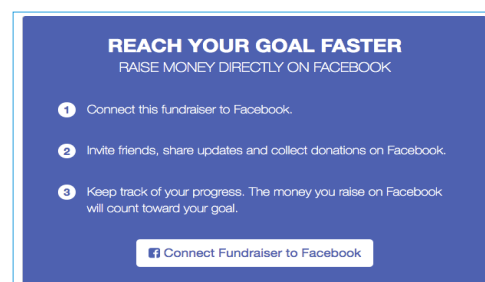 REACH YOUR GOAL FASTER
RAISE MONEY DIRECTLY ON FACEBOOK
1 Connect this fundraiser to Facebook.
2 Invite friends, share updates and collect donations on Facebook.
3 Keep track of your progress. The money you raise on Facebook
will count toward your goal.
Connect Fundraiser to Facebook